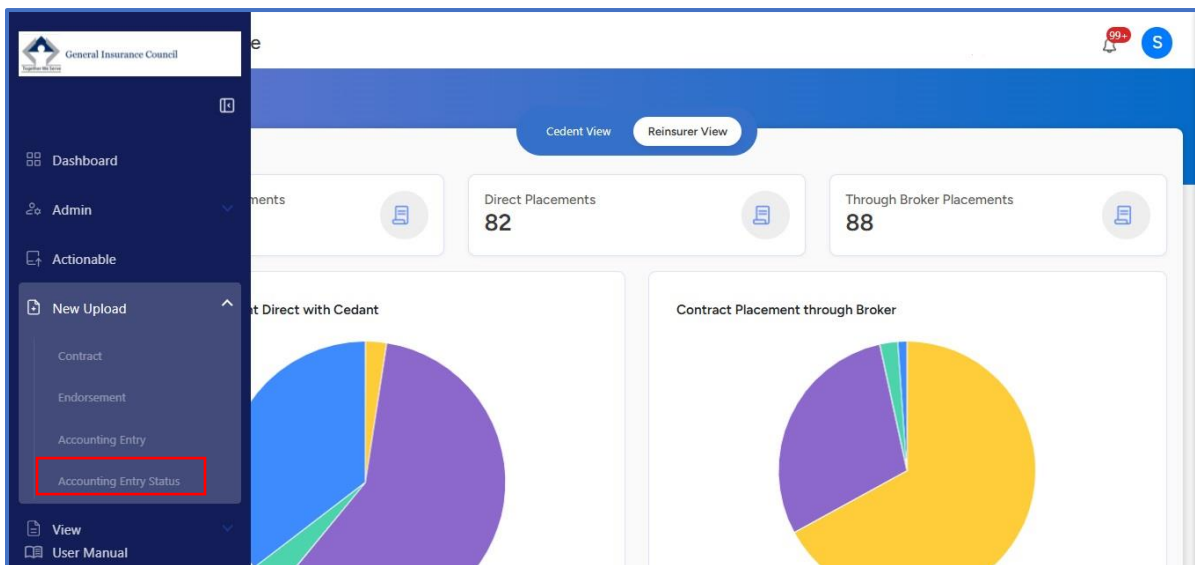 General Insurance Council
Together We Serve
e
99+
S
Dashboard
Admin
Actionable
New Upload
Contract
Endorsement
Accounting Entry
Accounting Entry Status
View
User Manual
Cedent View
Reinsurer View
ments
Direct Placements
82
Through Broker Placements
88
nt Direct with Cedant
Contract Placement through Broker